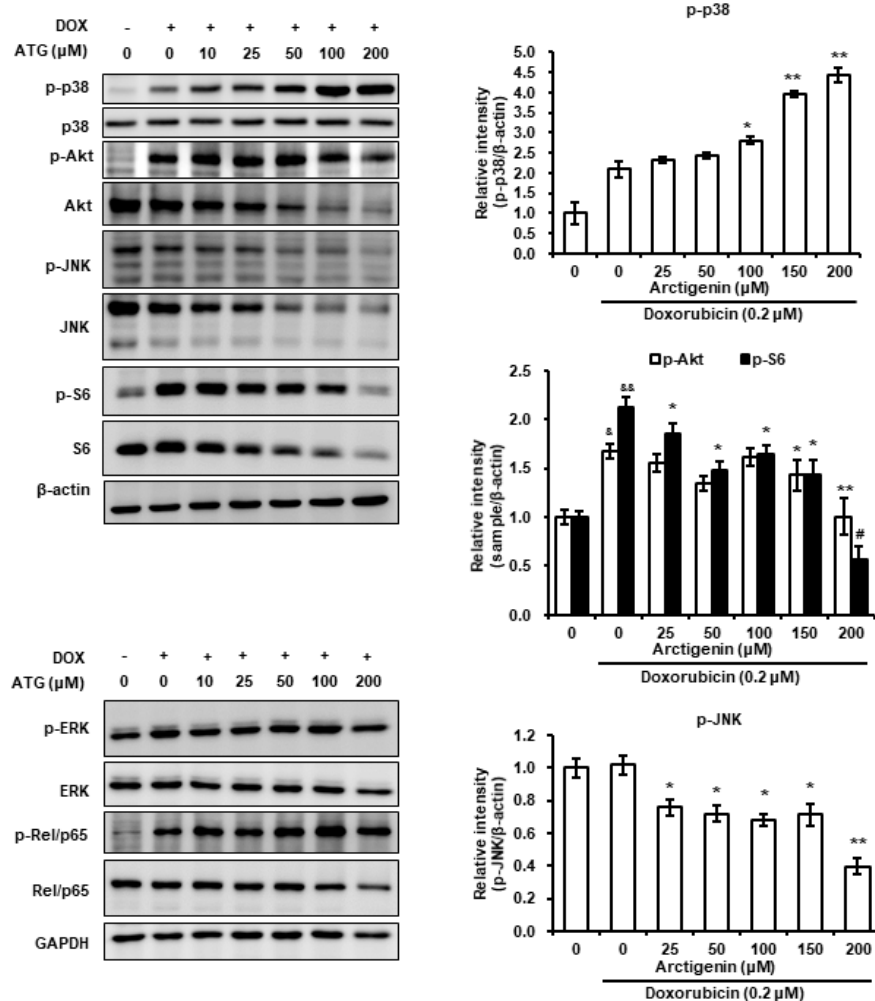 DOX - + + + + + +
ATG (µM) 0 0 10 25 50 100 200
p-p38
p38
p-Akt
Akt
p-JNK
JNK
p-S6
S6
β-actin
DOX - + + + + + +
ATG (µM) 0 0 10 25 50 100 200
p-ERK
ERK
p-Rel/p65
Rel/p65
GAPDH
p-p38
Relative intensity
(p-p38/β-actin)
5.0
4.5
4.0
3.5
3.0
2.5
2.0
1.5
1.0
0.5
0.0
* ** **
0 0 25 50 100 150 200
Arctigenin (µM)
Doxorubicin (0.2 µM)
p-Akt p-S6
Relative intensity
(sample/β-actin)
2.5
2.0
1.5
1.0
0.5
0.0
& && * * * * * ** #
0 0 25 50 100 150 200
Arctigenin (µM)
Doxorubicin (0.2 µM)
p-JNK
Relative intensity
(p-JNK/β-actin)
1.2
1.0
0.8
0.6
0.4
0.2
0.0
* * * * **
0 0 25 50 100 150 200
Arctigenin (µM)
Doxorubicin (0.2 µM)